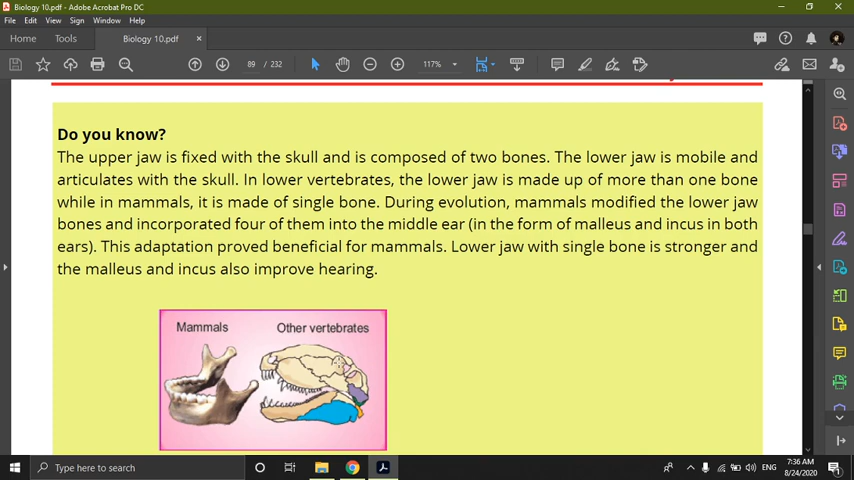 Biology 10.pdf - Adobe Acrobat Pro DC
File Edit View Sign Window Help
Home Tools Biology 10.pdf ×
89 / 232 117%
Do you know?
The upper jaw is fixed with the skull and is composed of two bones. The lower jaw is mobile and
articulates with the skull. In lower vertebrates, the lower jaw is made up of more than one bone
while in mammals, it is made of single bone. During evolution, mammals modified the lower jaw
bones and incorporated four of them into the middle ear (in the form of malleus and incus in both
ears). This adaptation proved beneficial for mammals. Lower jaw with single bone is stronger and
the malleus and incus also improve hearing.
Mammals Other vertebrates
Type here to search
ENG
7:36 AM
8/24/2020